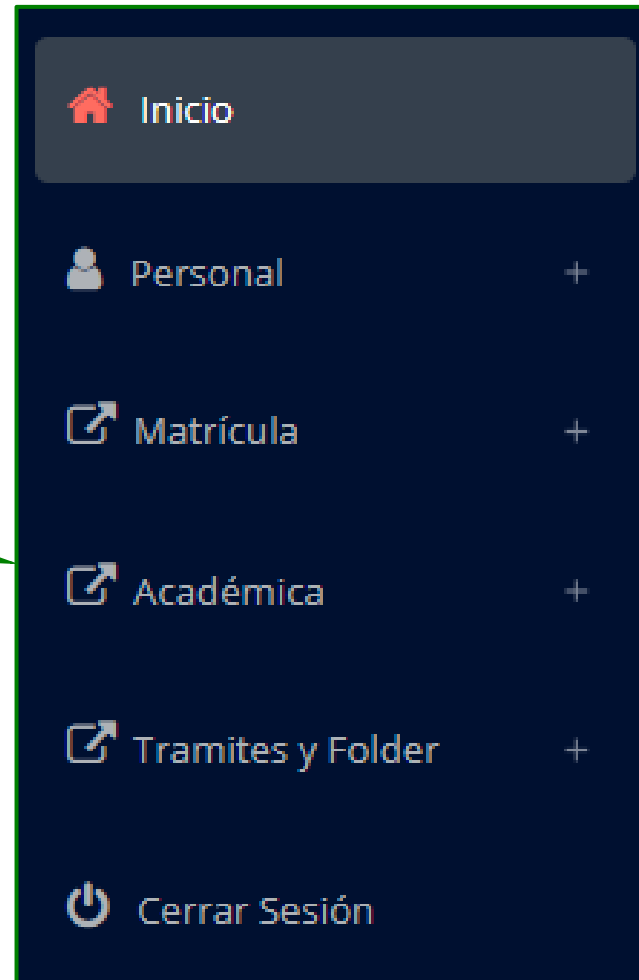 Inicio
Personal +
Matrícula +
Académica +
Tramites y Folder +
Cerrar Sesión